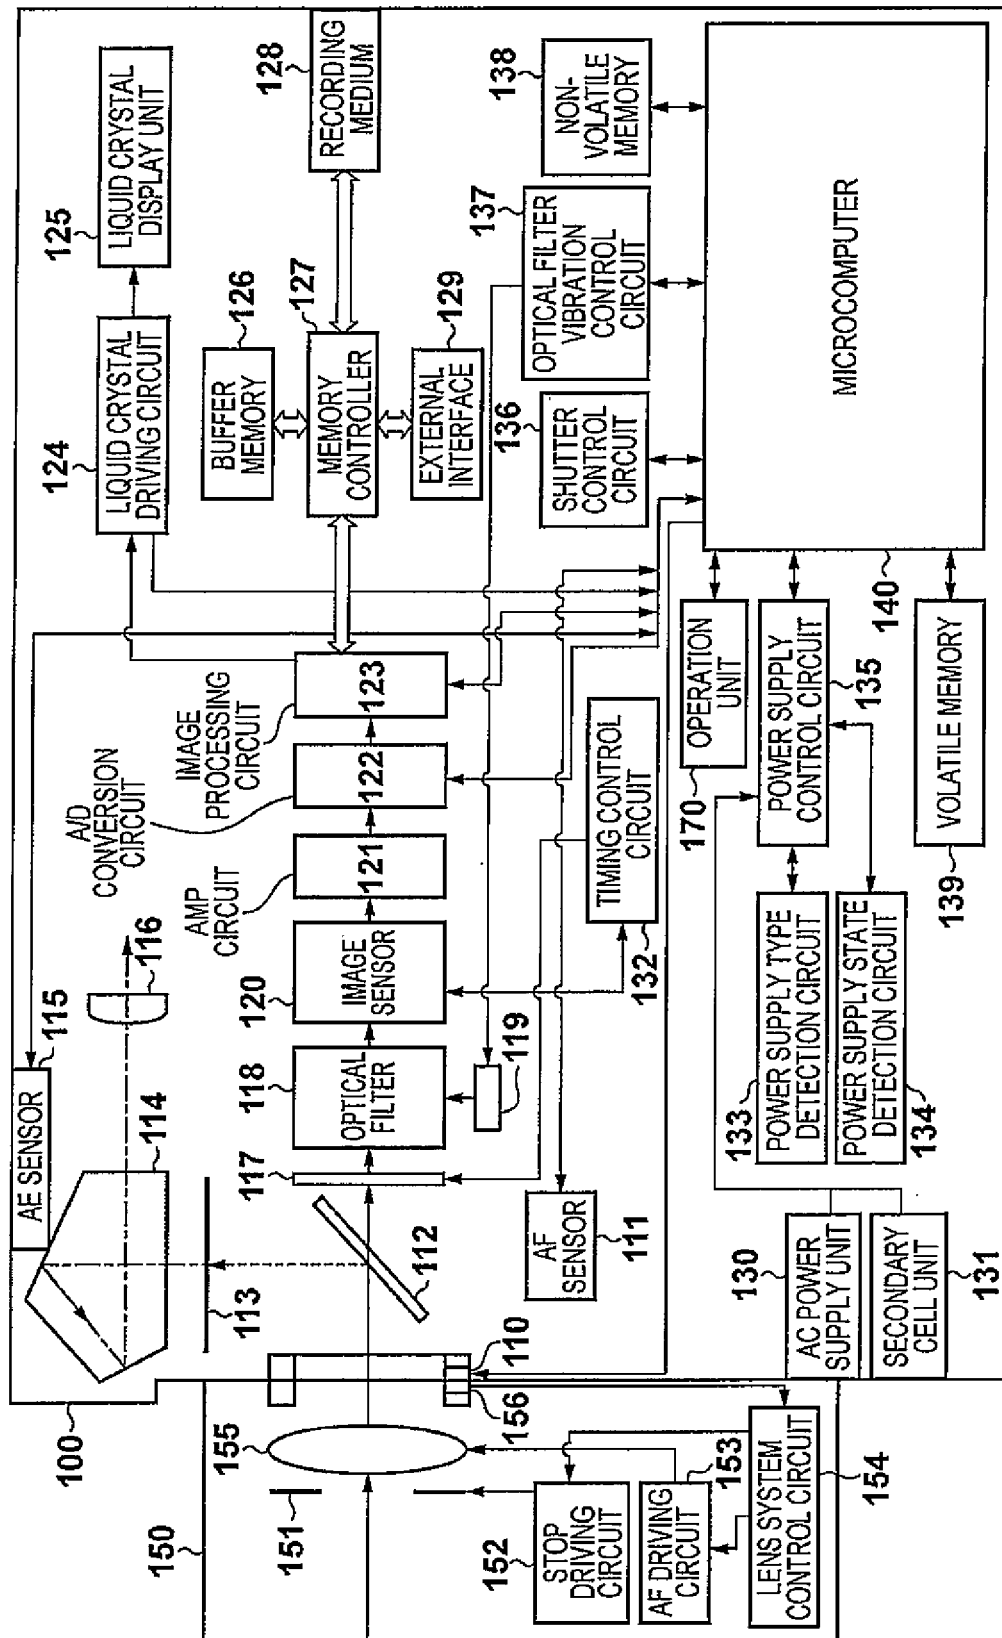 150
100
155
151
152
STOP
DRIVING
CIRCUIT
153
AF DRIVING
CIRCUIT
LENS SYSTEM
CONTROL CIRCUIT
154
156
110
113
112
AE SENSOR
115
114
116
117
118
OPTICAL
FILTER
119
AF
SENSOR
111
120
IMAGE
SENSOR
AMP
CIRCUIT
121
A/D
CONVERSION
CIRCUIT
122
IMAGE
PROCESSING
CIRCUIT
123
TIMING CONTROL
CIRCUIT
132
124
LIQUID CRYSTAL
DRIVING CIRCUIT
125
LIQUID CRYSTAL
DISPLAY UNIT
126
BUFFER
MEMORY
127
MEMORY
CONTROLLER
128
RECORDING
MEDIUM
129
EXTERNAL
INTERFACE
130
AC POWER
SUPPLY UNIT
SECONDARY
CELL UNIT
131
133
POWER SUPPLY TYPE
DETECTION CIRCUIT
POWER SUPPLY STATE
DETECTION CIRCUIT
134
170
OPERATION
UNIT
POWER SUPPLY
CONTROL CIRCUIT
135
VOLATILE MEMORY
139
136
SHUTTER
CONTROL
CIRCUIT
137
OPTICAL FILTER
VIBRATION
CONTROL
CIRCUIT
138
NON-
VOLATILE
MEMORY
MICROCOMPUTER
140